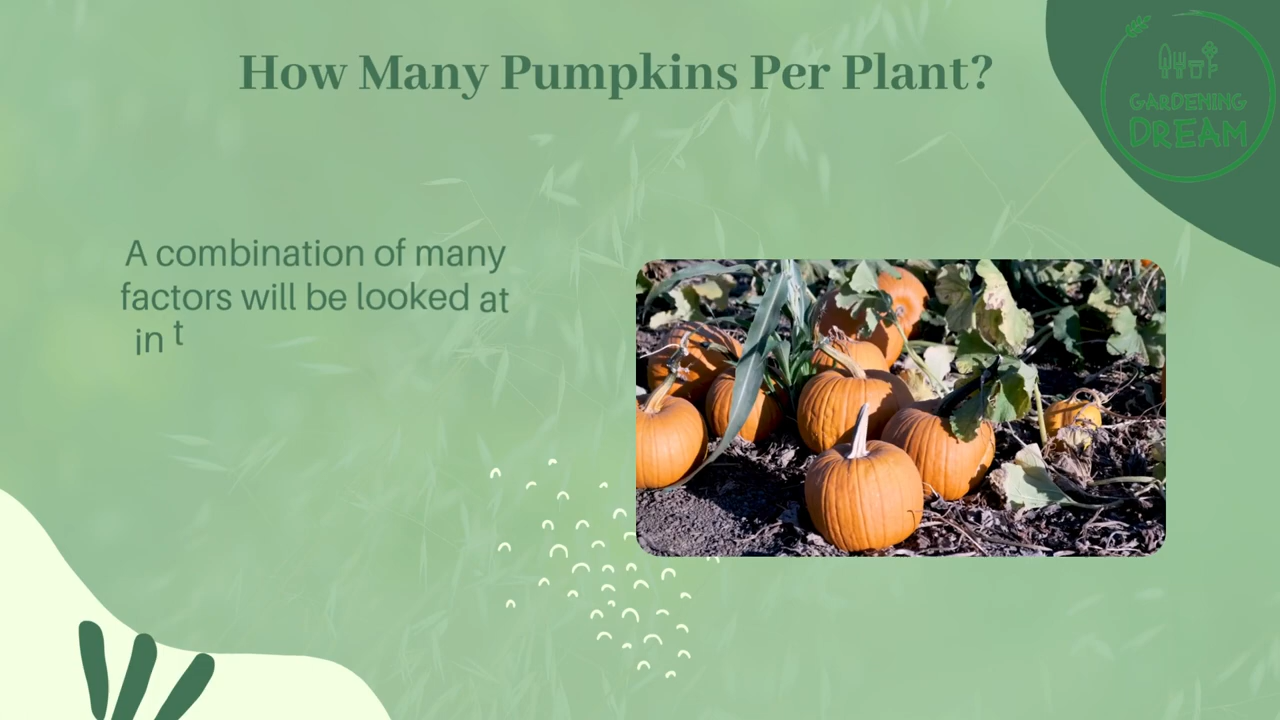 How Many Pumpkins Per Plant?
GARDENING
DREAM
A combination of many
factors will be looked at
in t